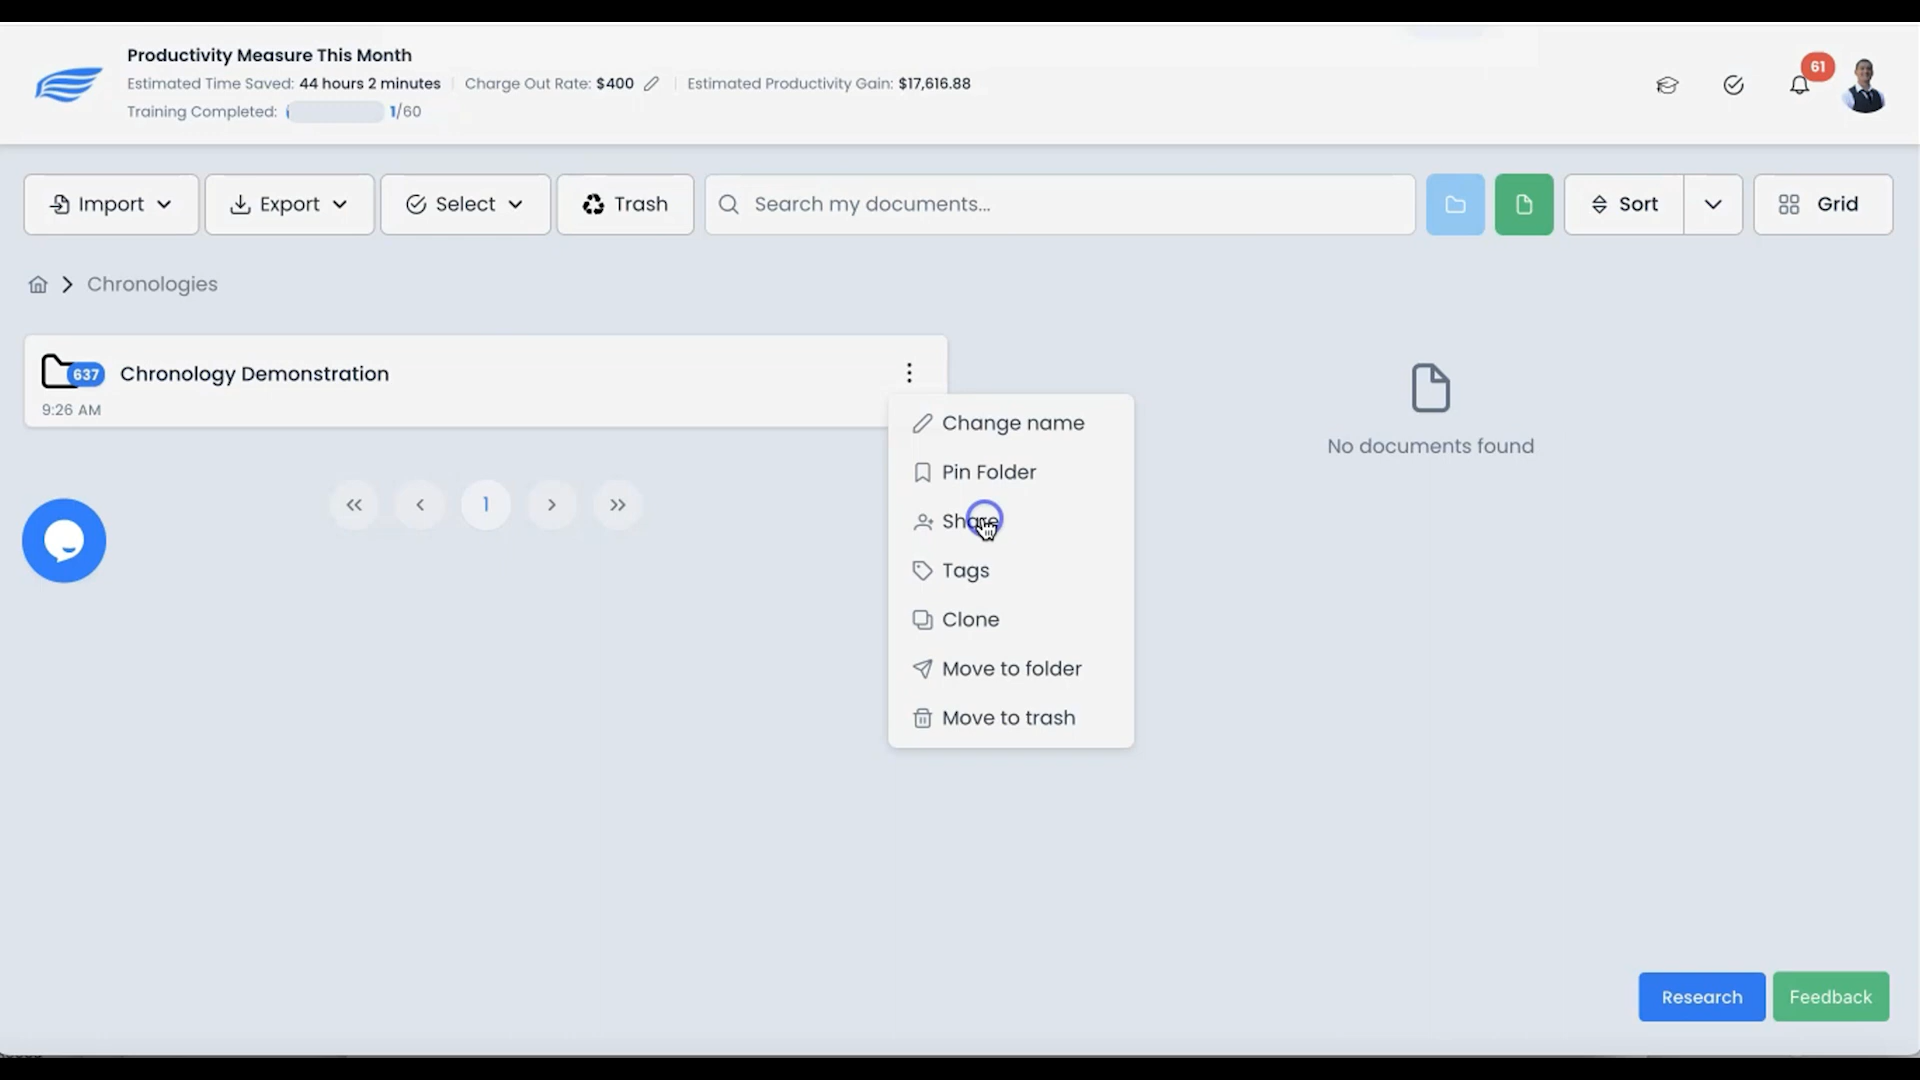 Productivity Measure This Month
Estimated Time Saved: 44 hours 2 minutes
Charge Out Rate: $400
Estimated Productivity Gain: $17,616.88
Training Completed: 1/60
61
Import
Export
Select
Trash
Search my documents...
Sort
Grid
Chronologies
637
Chronology Demonstration
9:26 AM
Change name
Pin Folder
Share
Tags
Clone
Move to folder
Move to trash
No documents found
1
Research
Feedback